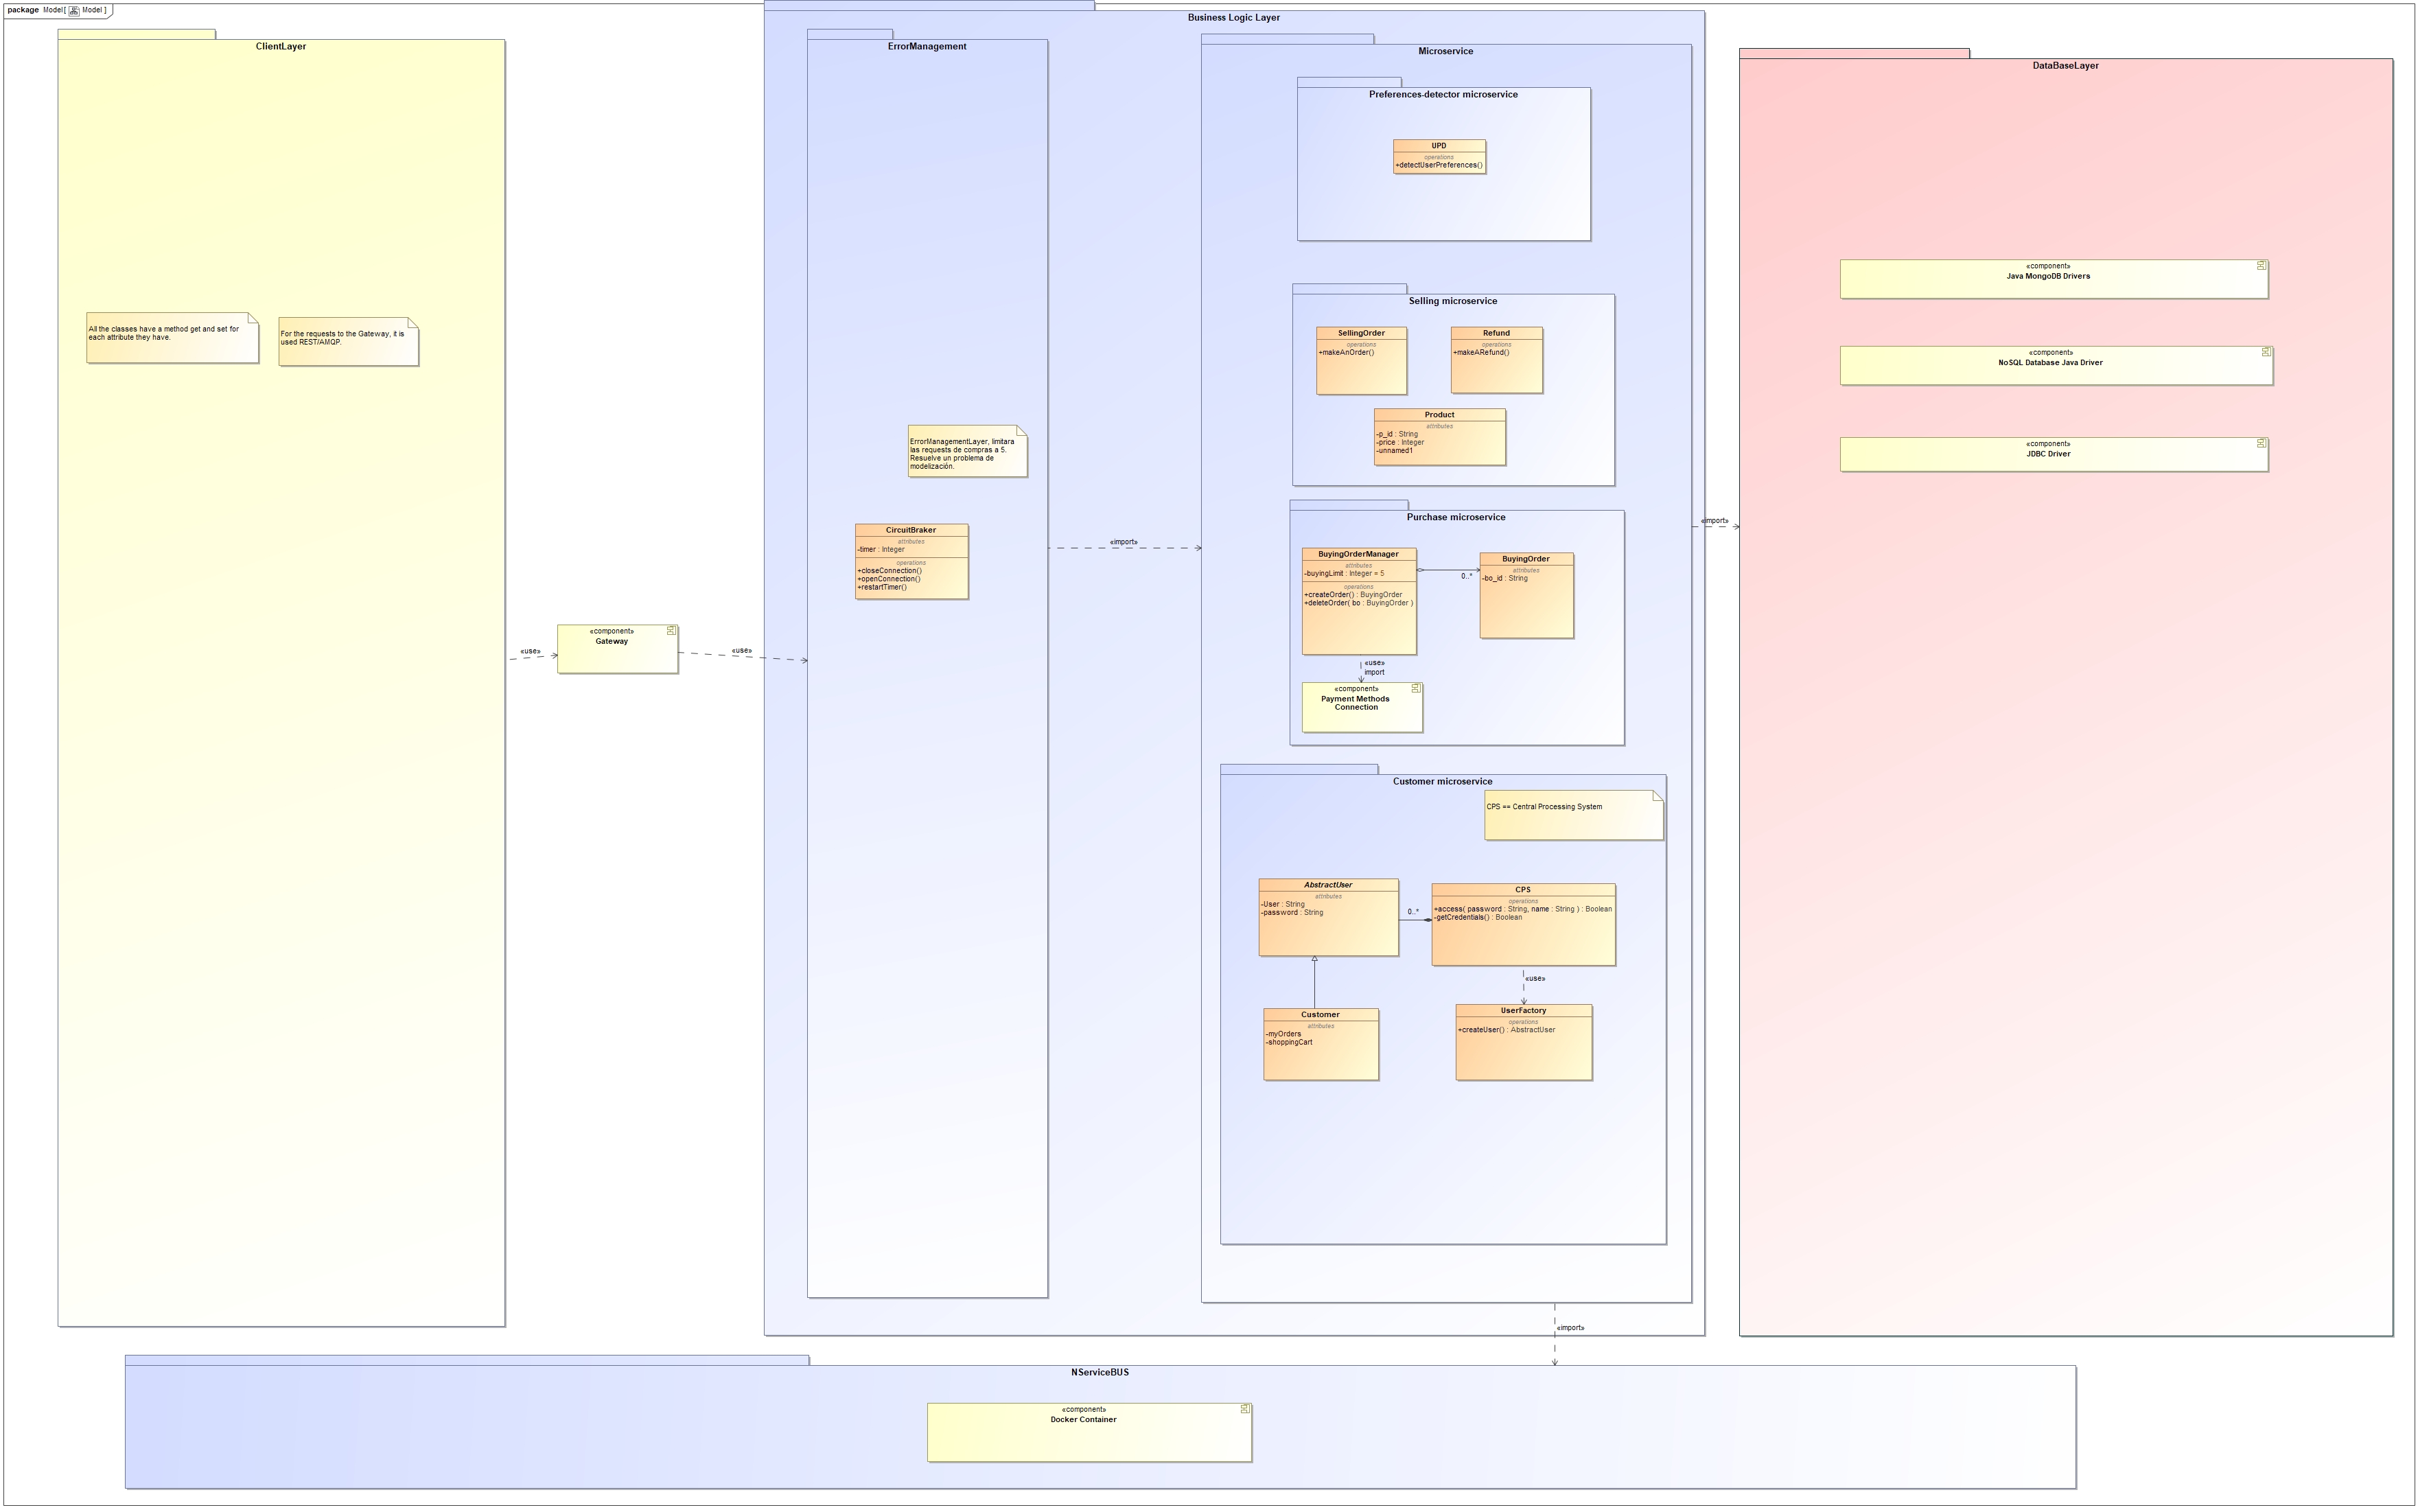 package Model [ Model ]
ClientLayer
All the classes have a method get and set for
each attribute they have.
For the requests to the Gateway, it is
used REST/AMQP.
«use»
«component»
Gateway
«use»
Business Logic Layer
ErrorManagement
ErrorManagementLayer, limitara
las requests de compras a 5.
Resuelve un problema de
modelización.
CircuitBraker
attributes
-timer : Integer
operations
+closeConnection()
+openConnection()
+restartTimer()
«import»
Microservice
Preferences-detector microservice
UPD
operations
+detectUserPreferences()
Selling microservice
SellingOrder
operations
+makeAnOrder()
Refund
operations
+makeARefund()
Product
attributes
-p_id : String
-price : Integer
-unnamed1
Purchase microservice
BuyingOrderManager
attributes
-buyingLimit : Integer = 5
operations
+createOrder() : BuyingOrder
+deleteOrder( bo : BuyingOrder )
0..*
BuyingOrder
attributes
-bo_id : String
«use»
import
«component»
Payment Methods
Connection
Customer microservice
CPS == Central Processing System
AbstractUser
attributes
-User : String
-password : String
0..*
CPS
operations
+access( password : String, name : String ) : Boolean
-getCredentials() : Boolean
«use»
Customer
attributes
-myOrders
-shoppingCart
UserFactory
operations
+createUser() : AbstractUser
«import»
DataBaseLayer
«component»
Java MongoDB Drivers
«component»
NoSQL Database Java Driver
«component»
JDBC Driver
«import»
NServiceBUS
«component»
Docker Container